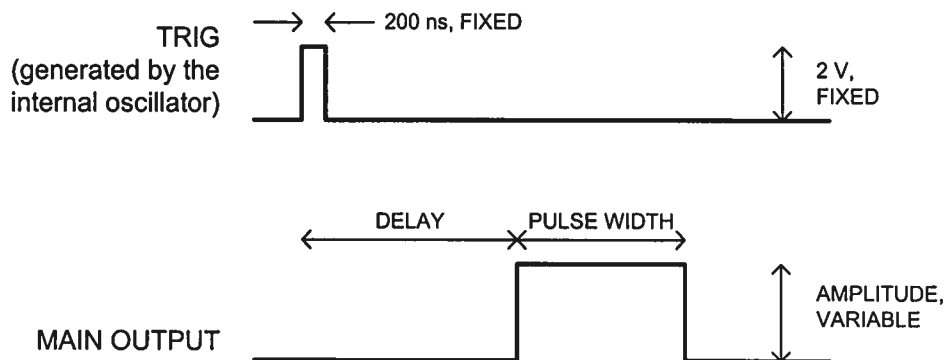 200 ns, FIXED
TRIG
(generated by the
internal oscillator)
2 V,
FIXED
DELAY
PULSE WIDTH
AMPLITUDE,
VARIABLE
MAIN OUTPUT